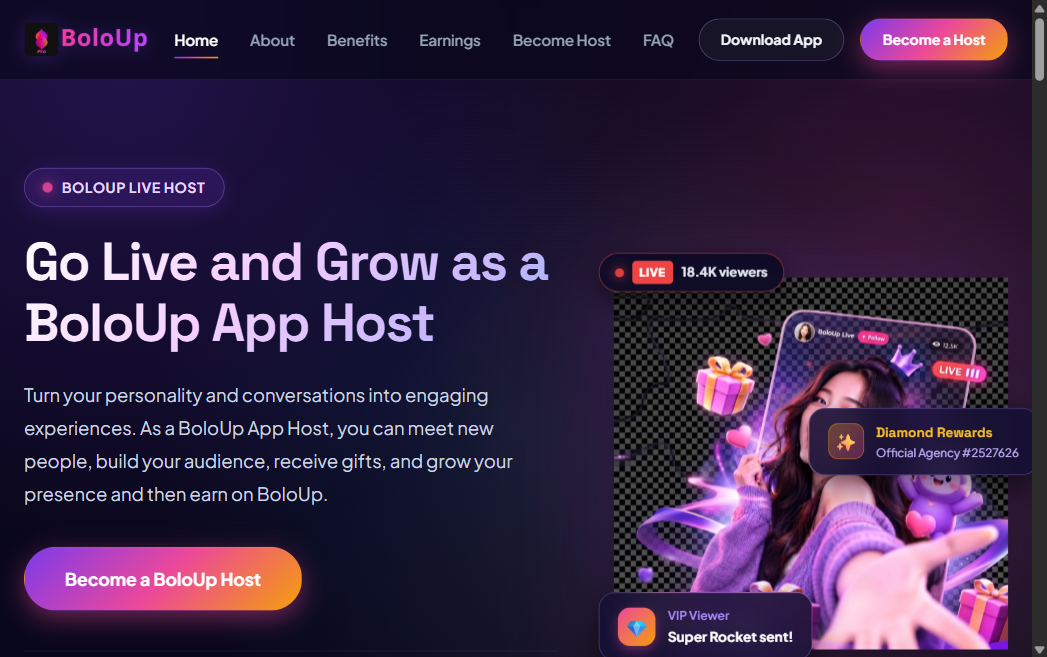 BoloUp
Home
About
Benefits
Earnings
Become Host
FAQ
Download App
Become a Host
BOLOUP LIVE HOST
Go Live and Grow as a
BoloUp App Host
Turn your personality and conversations into engaging
experiences. As a BoloUp App Host, you can meet new
people, build your audience, receive gifts, and grow your
presence and then earn on BoloUp.
Become a BoloUp Host
LIVE 18.4K viewers
BoloUp Live
+ Follow
12.5K
LIVE
Diamond Rewards
Official Agency #2527626
VIP Viewer
Super Rocket sent!